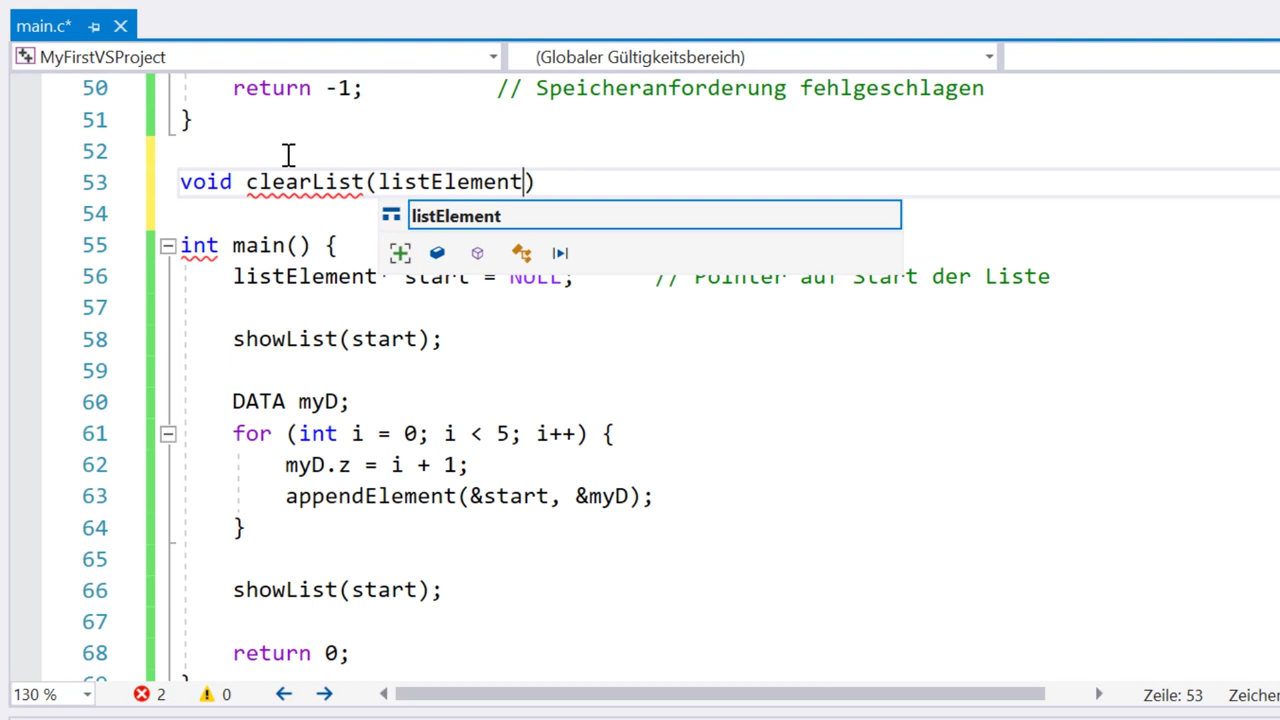 main.c*
MyFirstVSProject (Globaler Gültigkeitsbereich)
50 return -1; // Speicheranforderung fehlgeschlagen
51 }
52
53 void clearList(listElement)
54 listElement
55 int main() {
56 listElement* start = NULL; // Pointer auf Start der Liste
57
58 showList(start);
59
60 DATA myD;
61 for (int i = 0; i < 5; i++) {
62 myD.z = i + 1;
63 appendElement(&start, &myD);
64 }
65
66 showList(start);
67
68 return 0;
130 % 2 0 Zeile: 53 Zeichen